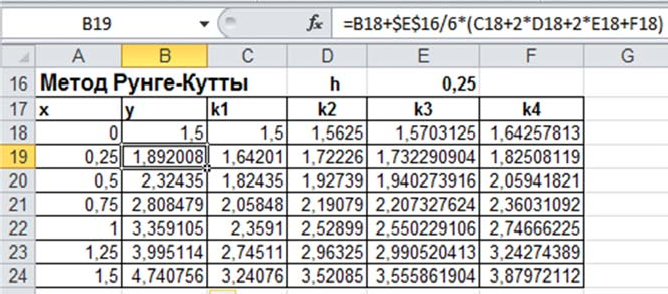 B19 fx =B18+$E$16/6*(C18+2*D18+2*E18+F18)
A B C D E F G
16 Метод Рунге-Кутты h 0,25
17 x y k1 k2 k3 k4
18 0 1,5 1,5 1,5625 1,5703125 1,64257813
19 0,25 1,892008 1,64201 1,72226 1,732290904 1,82508119
20 0,5 2,32435 1,82435 1,92739 1,940273916 2,05941821
21 0,75 2,808479 2,05848 2,19079 2,207327624 2,36031092
22 1 3,359105 2,3591 2,52899 2,550229106 2,74666225
23 1,25 3,995114 2,74511 2,96325 2,990520413 3,24274389
24 1,5 4,740756 3,24076 3,52085 3,555861904 3,87972112